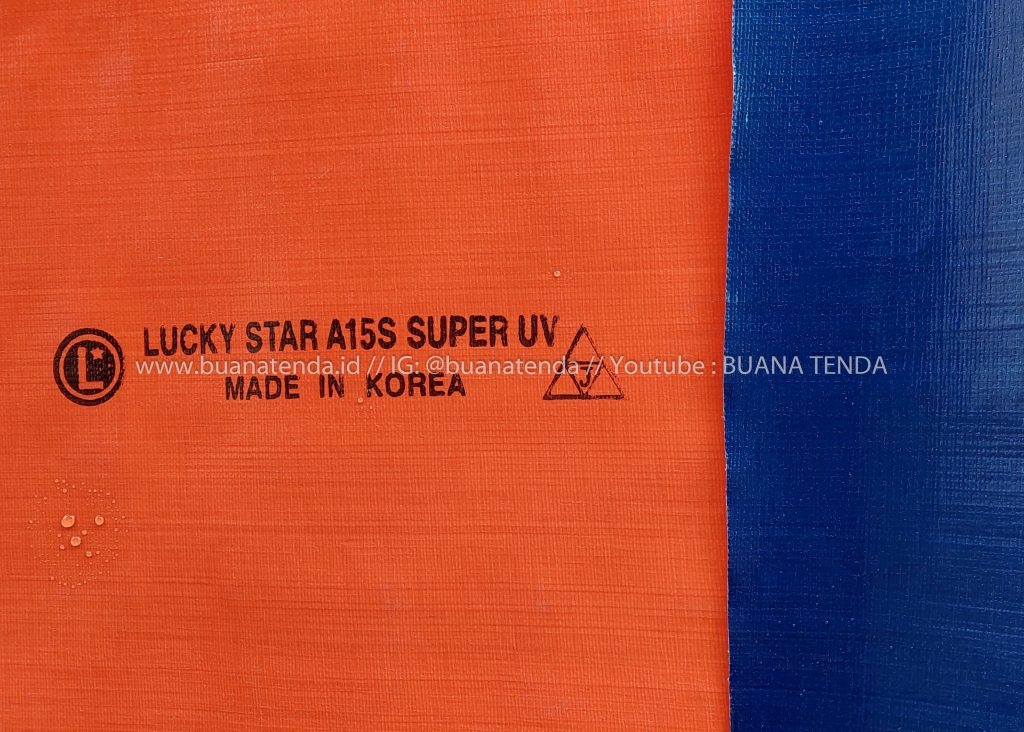 LUCKY STAR A15S SUPER UV
www.buanatenda.id // IG: @buanatenda // Youtube : BUANA TENDA
MADE IN KOREA
L
J